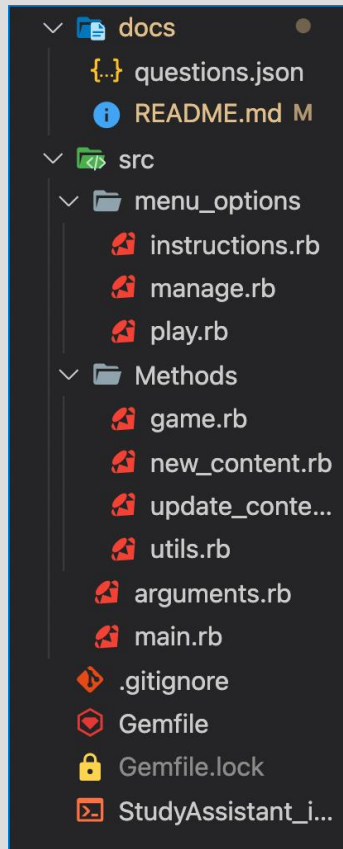 docs
questions.json
README.md M
src
menu_options
instructions.rb
manage.rb
play.rb
Methods
game.rb
new_content.rb
update_conte...
utils.rb
arguments.rb
main.rb
.gitignore
Gemfile
Gemfile.lock
StudyAssistant_i...